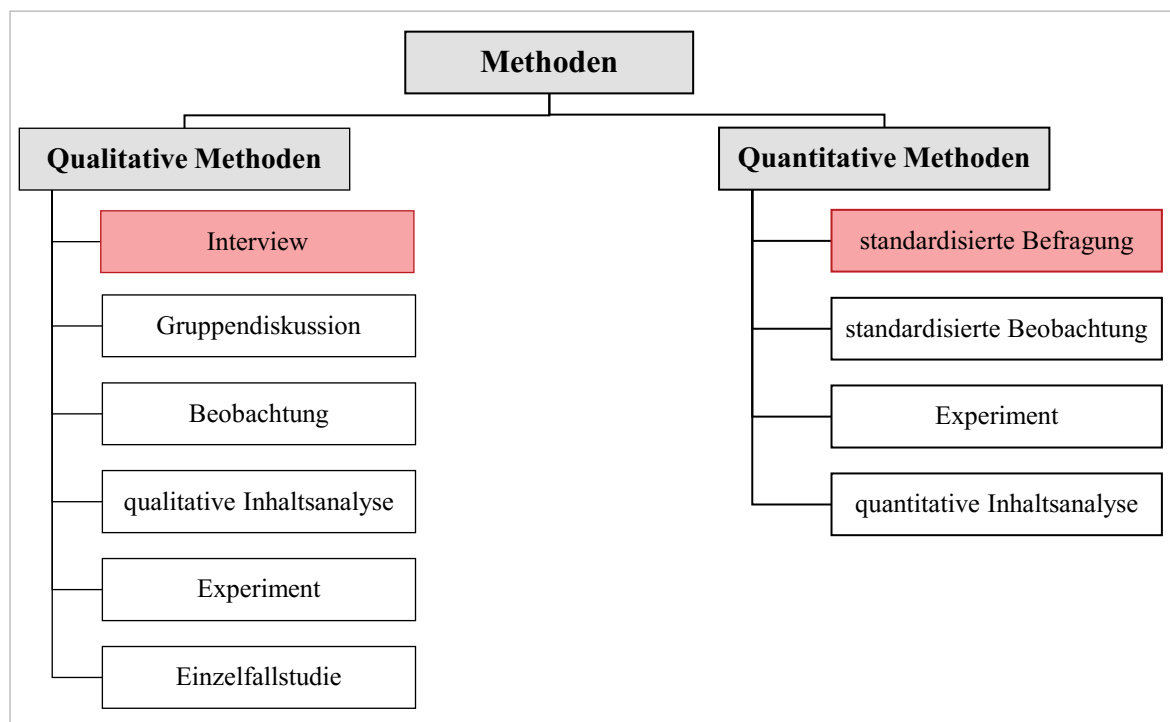 Methoden
Qualitative Methoden
Interview
Gruppendiskussion
Beobachtung
qualitative Inhaltsanalyse
Experiment
Einzelfallstudie
Quantitative Methoden
standardisierte Befragung
standardisierte Beobachtung
Experiment
quantitative Inhaltsanalyse